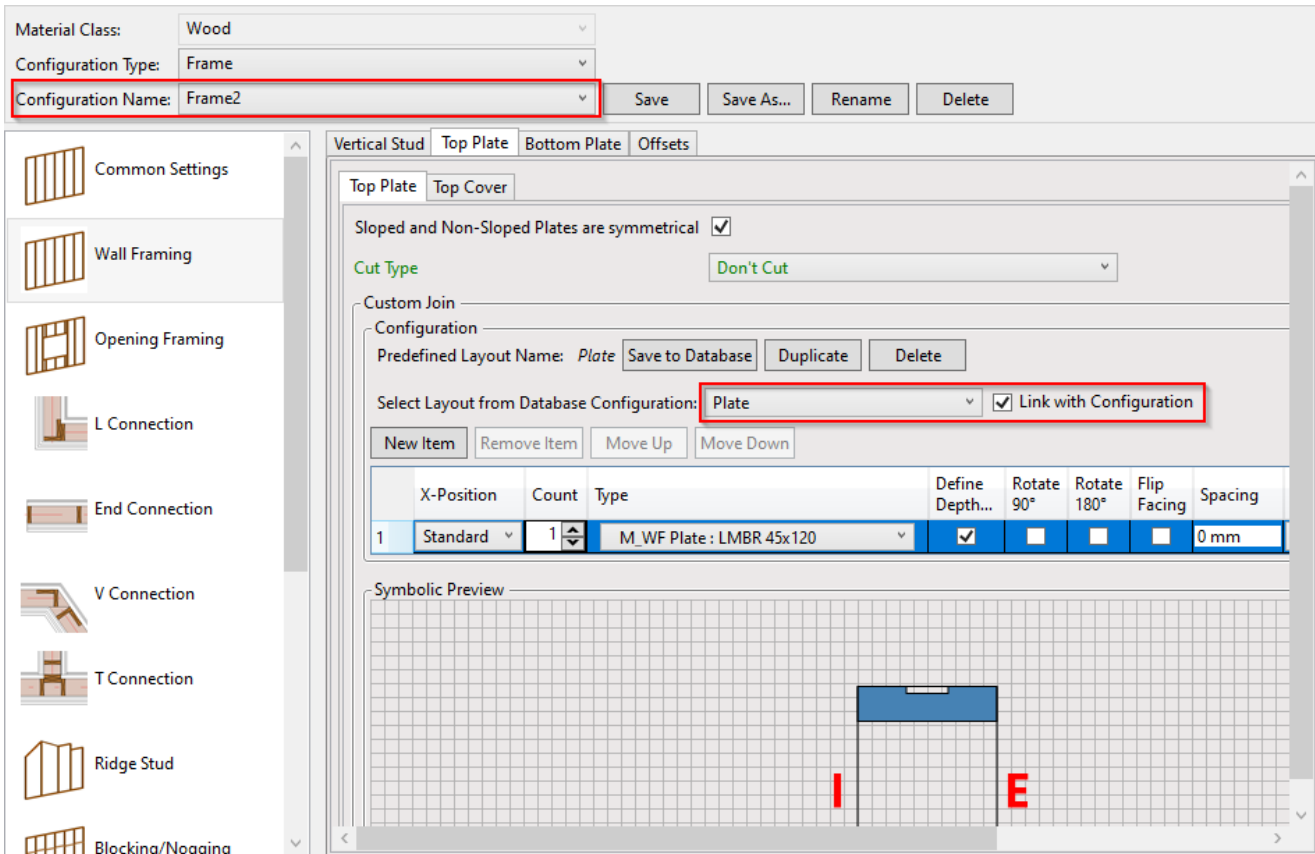 Material Class: Wood
Configuration Type: Frame
Configuration Name: Frame2 Save Save As... Rename Delete
Common Settings
Wall Framing
Opening Framing
L Connection
End Connection
V Connection
T Connection
Ridge Stud
Blocking/Nogging
Vertical Stud Top Plate Bottom Plate Offsets
Top Plate Top Cover
Sloped and Non-Sloped Plates are symmetrical
Cut Type Don't Cut
Custom Join
Configuration
Predefined Layout Name: Plate Save to Database Duplicate Delete
Select Layout from Database Configuration: Plate Link with Configuration
New Item Remove Item Move Up Move Down
X-Position Count Type Define Depth... Rotate 90° Rotate 180° Flip Facing Spacing
1 Standard 1 M_WF Plate : LMBR 45x120 0 mm
Symbolic Preview
I E